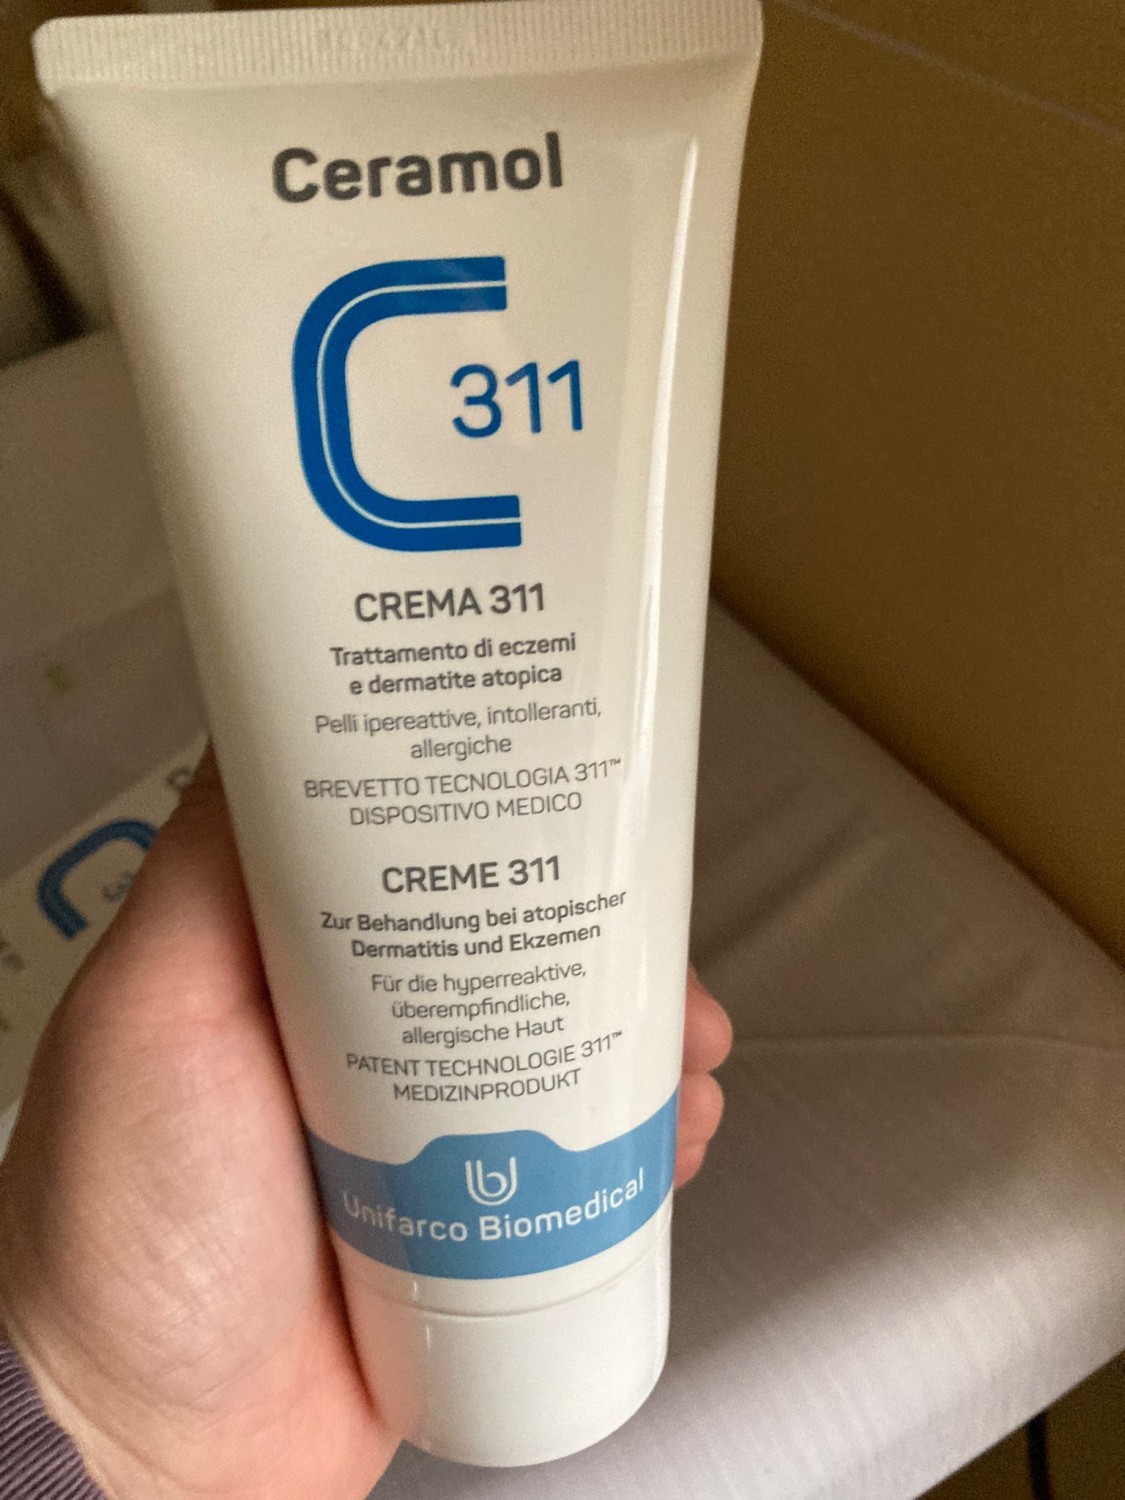 Ceramol
311
CREMA 311
Trattamento di eczemi
e dermatite atopica
Pelli ipereattive, intolleranti,
allergiche
BREVETTO TECNOLOGIA 311™
DISPOSITIVO MEDICO
CREME 311
Zur Behandlung bei atopischer
Dermatitis und Ekzemen
Für die hyperreaktive,
überempfindliche,
allergische Haut
PATENT TECHNOLOGIE 311™
MEDIZINPRODUKT
Unifarco Biomedical